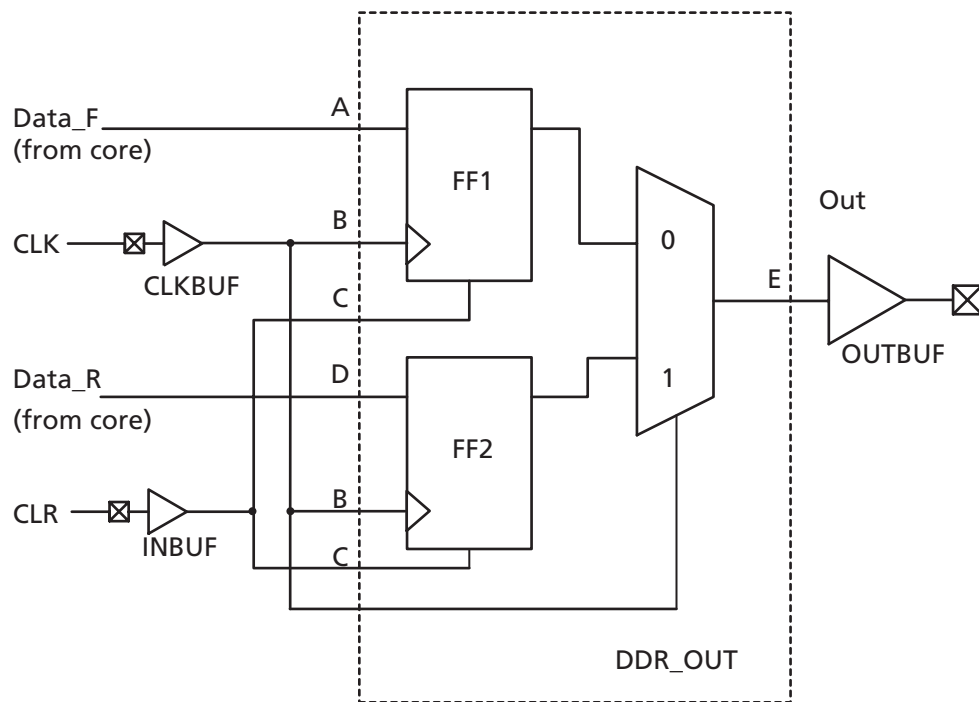 Data_F
(from core)
A
FF1
B
CLK
CLKBUF
C
0
Out
E
OUTBUF
Data_R
(from core)
D
1
FF2
B
CLR
INBUF
C
DDR_OUT